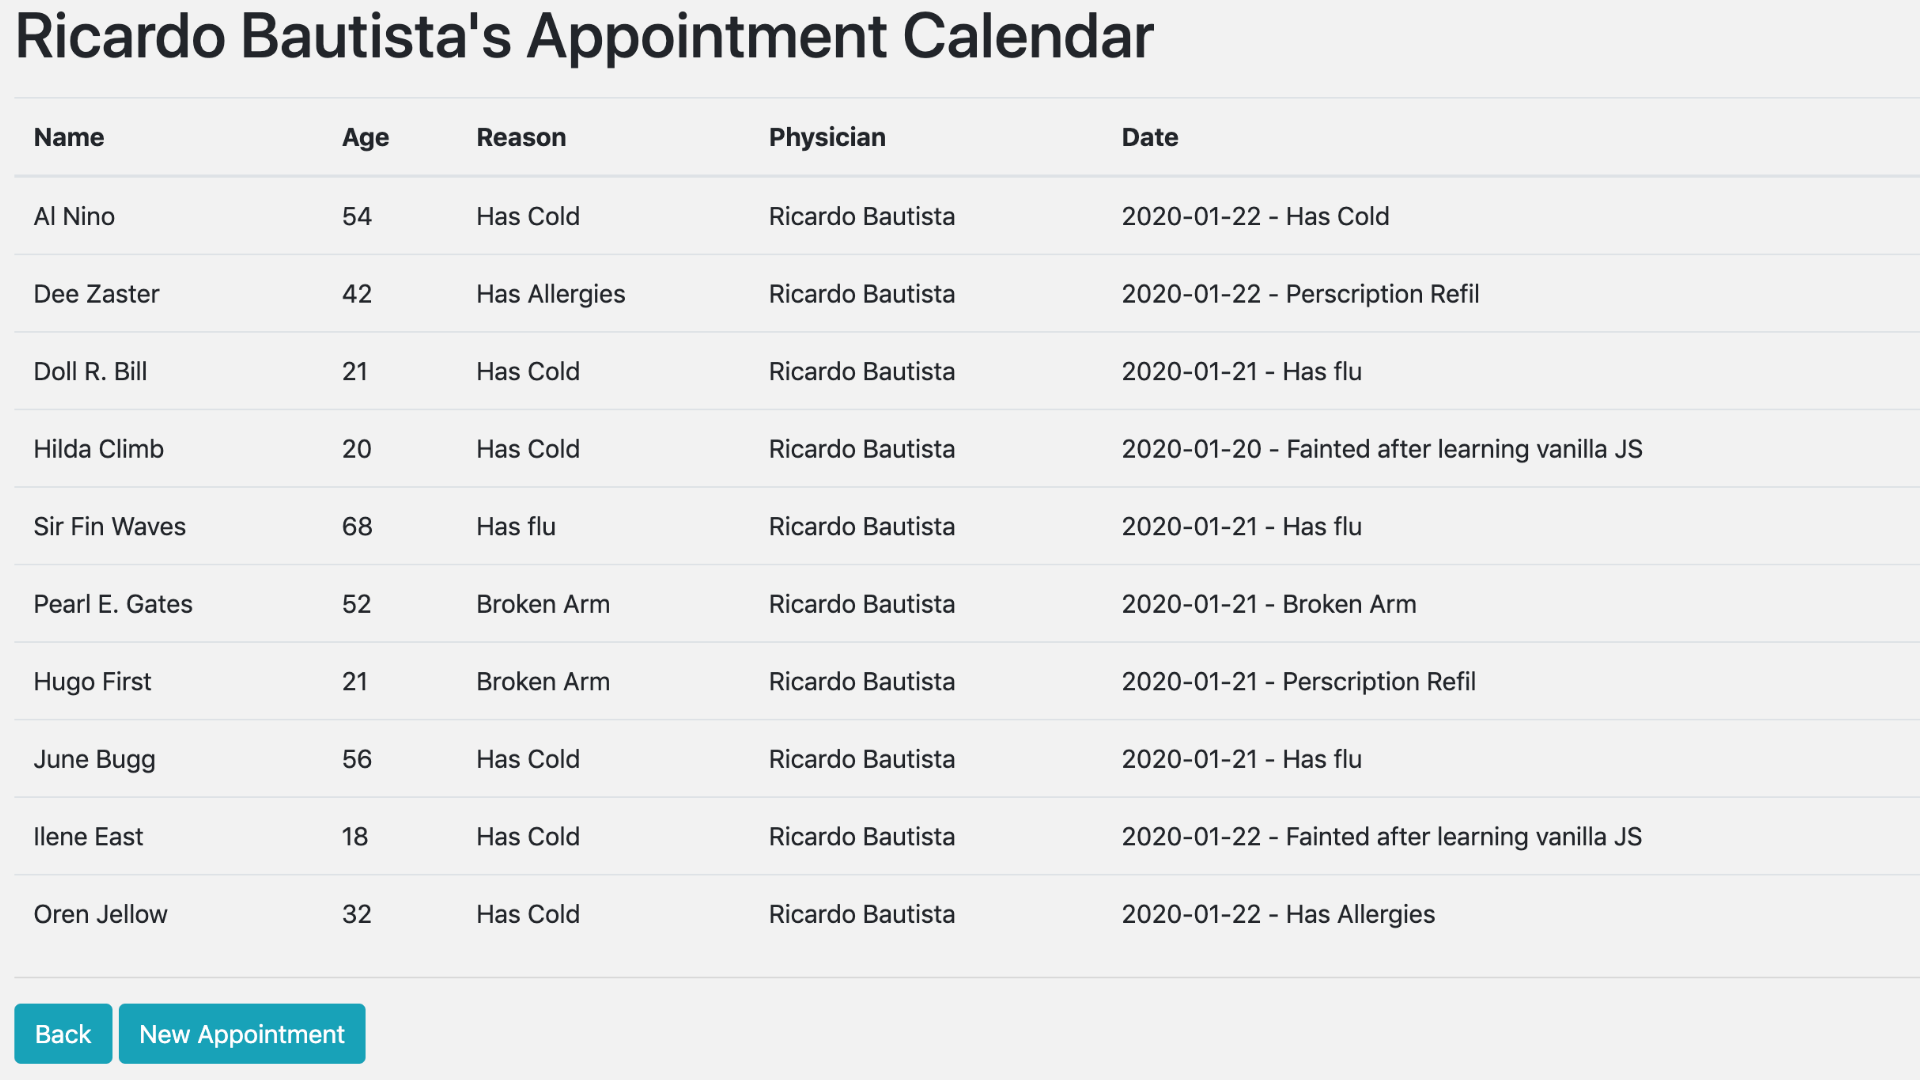 Ricardo Bautista's Appointment Calendar
Name Age Reason Physician Date
Al Nino 54 Has Cold Ricardo Bautista 2020-01-22 - Has Cold
Dee Zaster 42 Has Allergies Ricardo Bautista 2020-01-22 - Perscription Refil
Doll R. Bill 21 Has Cold Ricardo Bautista 2020-01-21 - Has flu
Hilda Climb 20 Has Cold Ricardo Bautista 2020-01-20 - Fainted after learning vanilla JS
Sir Fin Waves 68 Has flu Ricardo Bautista 2020-01-21 - Has flu
Pearl E. Gates 52 Broken Arm Ricardo Bautista 2020-01-21 - Broken Arm
Hugo First 21 Broken Arm Ricardo Bautista 2020-01-21 - Perscription Refil
June Bugg 56 Has Cold Ricardo Bautista 2020-01-21 - Has flu
Ilene East 18 Has Cold Ricardo Bautista 2020-01-22 - Fainted after learning vanilla JS
Oren Jellow 32 Has Cold Ricardo Bautista 2020-01-22 - Has Allergies
Back New Appointment